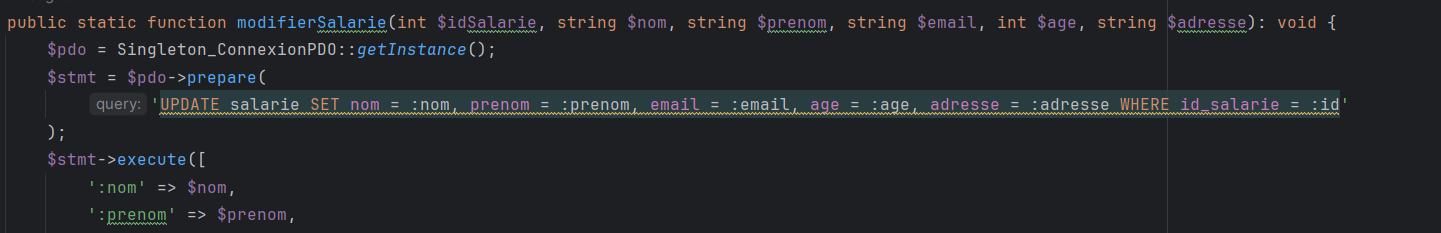 public static function modifierSalarie(int $idSalarie, string $nom, string $prenom, string $email, int $age, string $adresse): void {
$pdo = Singleton_ConnexionPDO::getInstance();
$stmt = $pdo->prepare(
query: 'UPDATE salarie SET nom = :nom, prenom = :prenom, email = :email, age = :age, adresse = :adresse WHERE id_salarie = :id'
);
$stmt->execute([
':nom' => $nom,
':prenom' => $prenom,